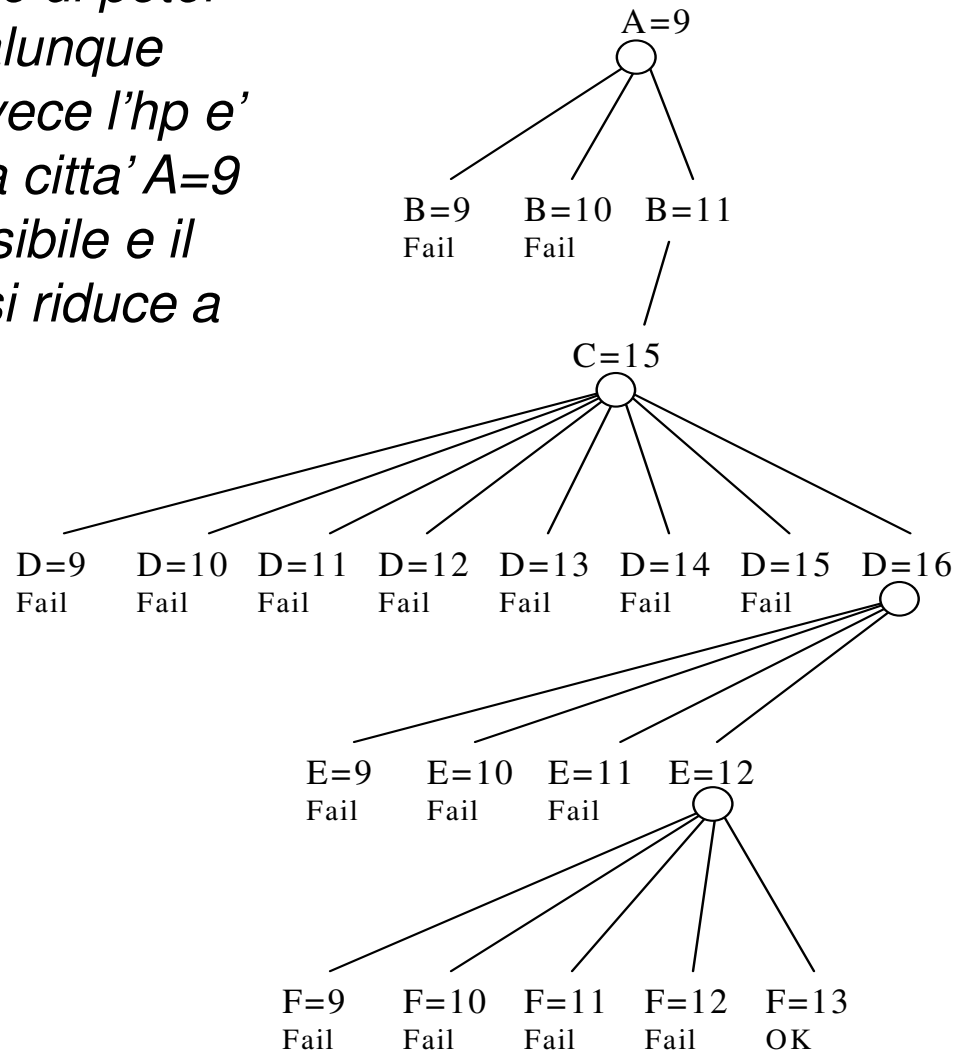 alunque
vece l'hp e'
a citta' A=9
sibile e il
si riduce a
A=9
B=9 B=10 B=11
Fail Fail
C=15
D=9 D=10 D=11 D=12 D=13 D=14 D=15 D=16
Fail Fail Fail Fail Fail Fail Fail
E=9 E=10 E=11 E=12
Fail Fail Fail
F=9 F=10 F=11 F=12 F=13
Fail Fail Fail Fail OK